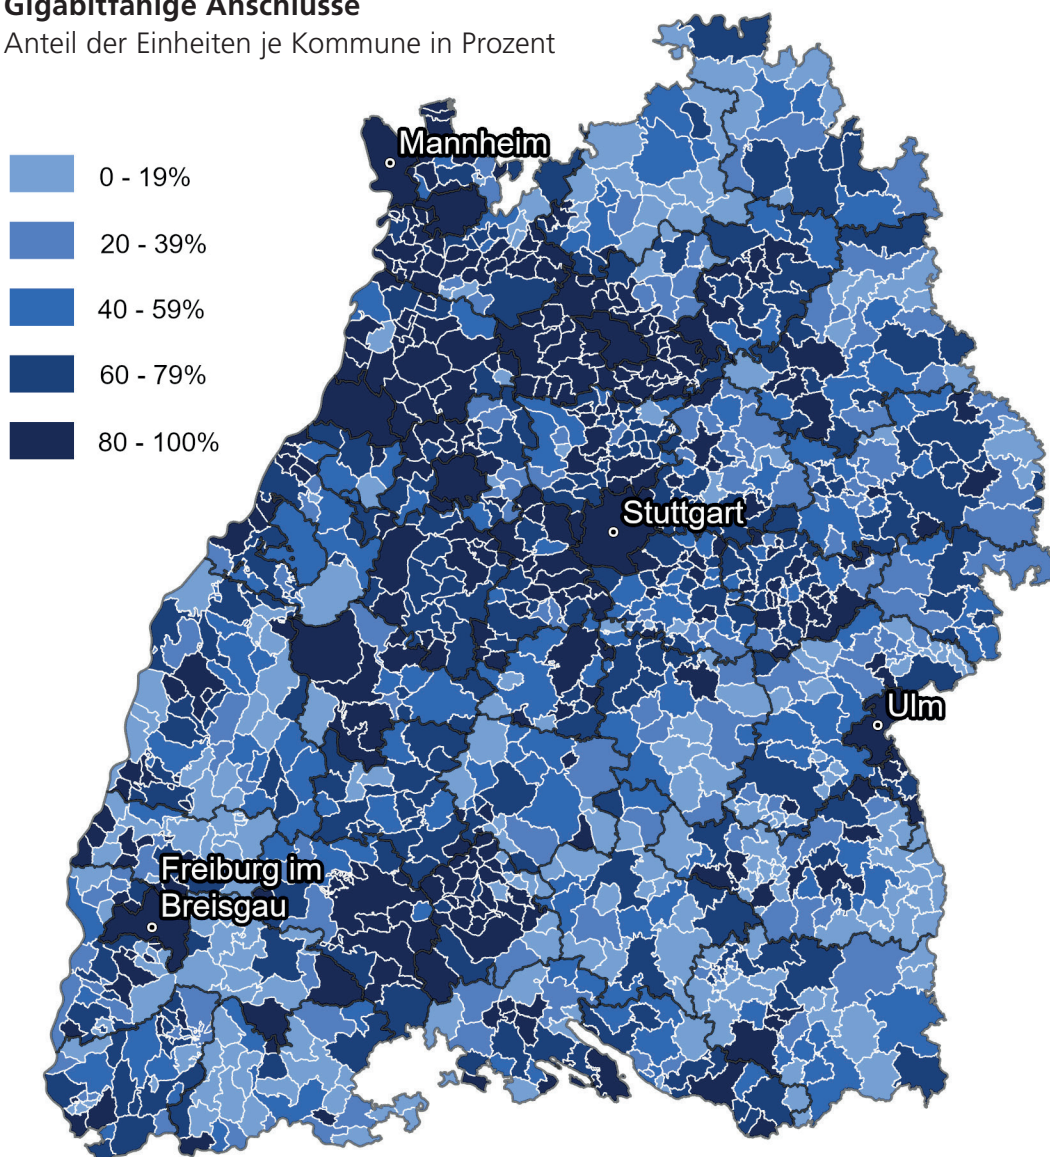 Gigabitfähige Anschlüsse
Anteil der Einheiten je Kommune in Prozent
0 - 19%
20 - 39%
40 - 59%
60 - 79%
80 - 100%
Mannheim
Stuttgart
Ulm
Freiburg im
Breisgau